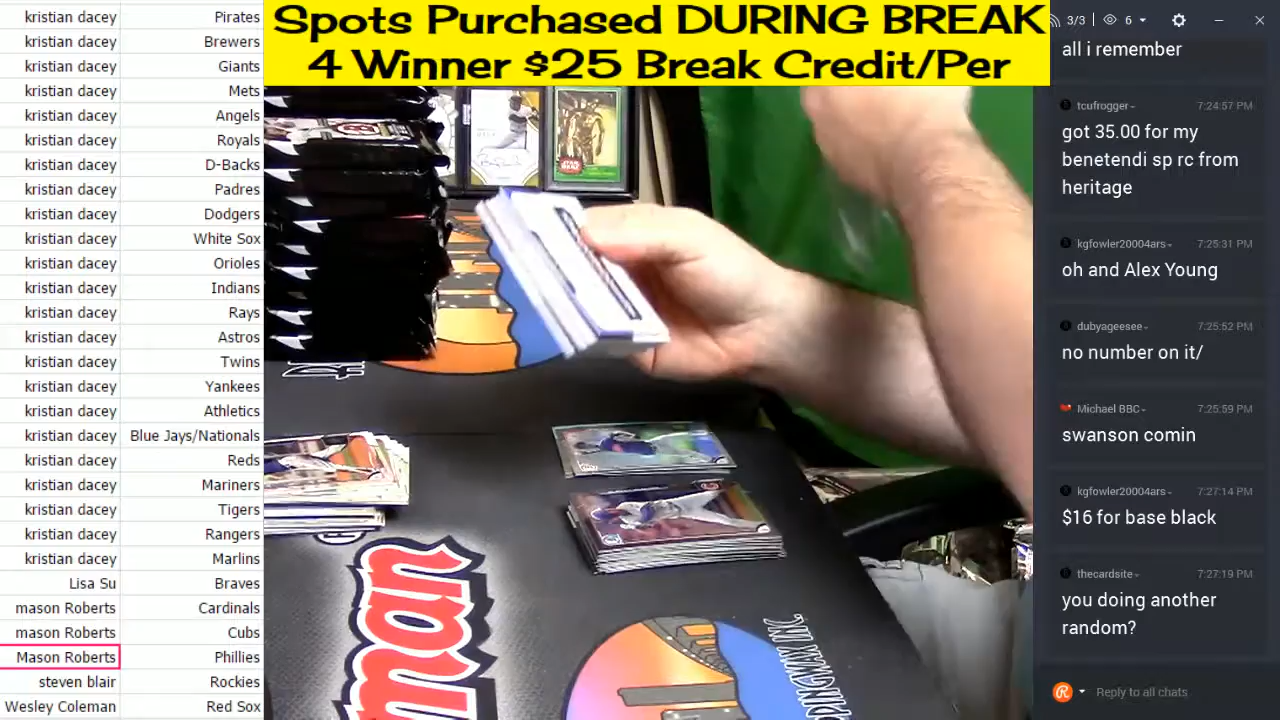 Spots Purchased DURING BREAK
4 Winner $25 Break Credit/Per
kristian dacey Pirates
kristian dacey Brewers
kristian dacey Giants
kristian dacey Mets
kristian dacey Angels
kristian dacey Royals
kristian dacey D-Backs
kristian dacey Padres
kristian dacey Dodgers
kristian dacey White Sox
kristian dacey Orioles
kristian dacey Indians
kristian dacey Rays
kristian dacey Astros
kristian dacey Twins
kristian dacey Yankees
kristian dacey Athletics
kristian dacey Blue Jays/Nationals
kristian dacey Reds
kristian dacey Mariners
kristian dacey Tigers
kristian dacey Rangers
kristian dacey Marlins
Lisa Su Braves
mason Roberts Cardinals
mason Roberts Cubs
Mason Roberts Phillies
steven blair Rockies
Wesley Coleman Red Sox
STAR WARS
man
3/3 6
all i remember
tcufrogger 7:24:57 PM
got 35.00 for my
benetendi sp rc from
heritage
kgfowler20004ars 7:25:31 PM
oh and Alex Young
dubyageesee 7:25:52 PM
no number on it/
Michael BBC 7:25:59 PM
swanson comin
kgfowler20004ars 7:27:14 PM
$16 for base black
thecardsite 7:27:19 PM
you doing another
random?
Reply to all chats